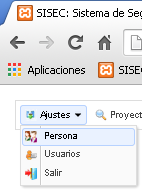 SISEC: Sistema de Seg
Aplicaciones SISEC
Ajustes Proyect
Persona
Usuarios
Salir